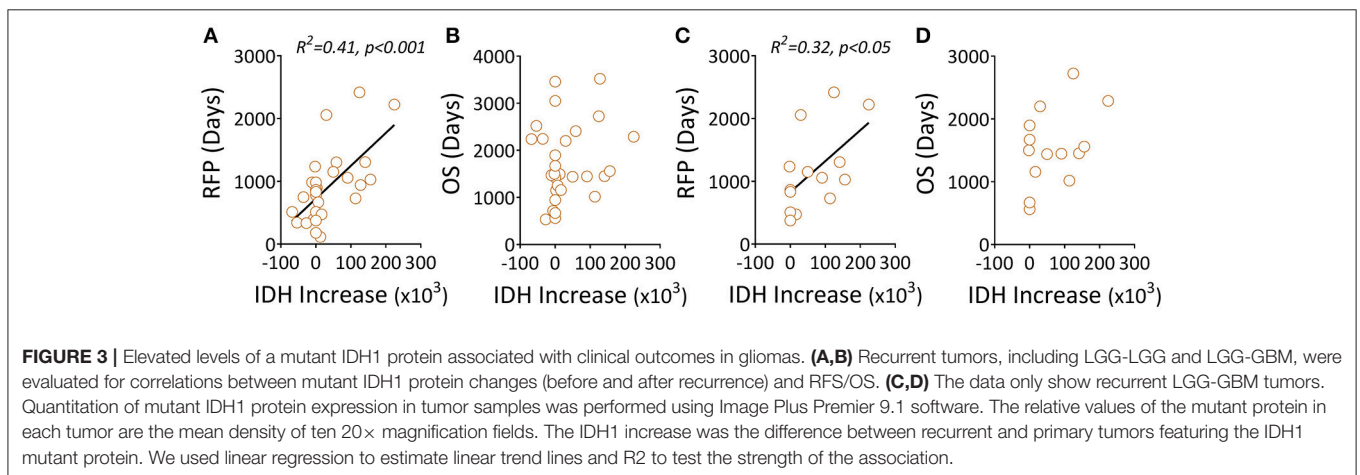 A
R²=0.41, p<0.001
RFP (Days)
3000
2000
1000
0
-100 0 100 200 300
IDH Increase (x10³)
B
OS (Days)
4000
3000
2000
1000
0
-100 0 100 200 300
IDH Increase (x10³)
C
R²=0.32, p<0.05
RFP (Days)
3000
2000
1000
0
-100 0 100 200 300
IDH Increase (x10³)
D
OS (Days)
3000
2000
1000
0
-100 0 100 200 300
IDH Increase (x10³)
FIGURE 3 | Elevated levels of a mutant IDH1 protein associated with clinical outcomes in gliomas. (A,B) Recurrent tumors, including LGG-LGG and LGG-GBM, were
evaluated for correlations between mutant IDH1 protein changes (before and after recurrence) and RFS/OS. (C,D) The data only show recurrent LGG-GBM tumors.
Quantitation of mutant IDH1 protein expression in tumor samples was performed using Image Plus Premier 9.1 software. The relative values of the mutant protein in
each tumor are the mean density of ten 20× magnification fields. The IDH1 increase was the difference between recurrent and primary tumors featuring the IDH1
mutant protein. We used linear regression to estimate linear trend lines and R2 to test the strength of the association.